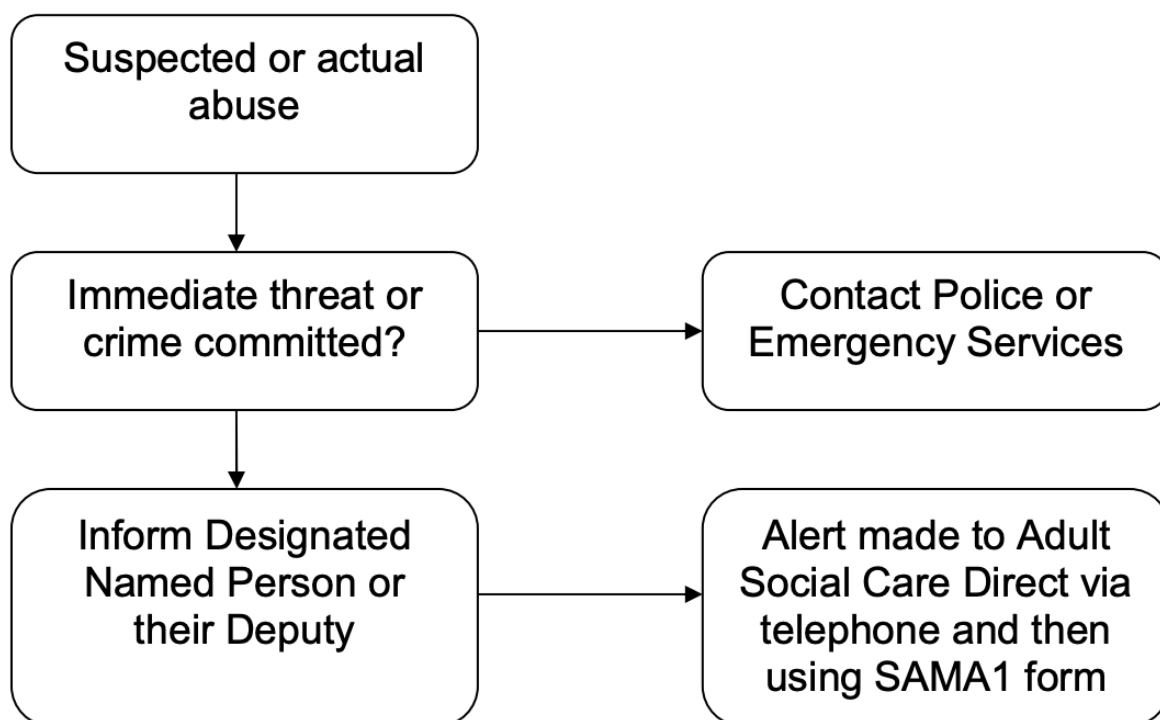 Suspected or actual
abuse
Immediate threat or
crime committed?
Contact Police or
Emergency Services
Inform Designated
Named Person or
their Deputy
Alert made to Adult
Social Care Direct via
telephone and then
using SAMA1 form